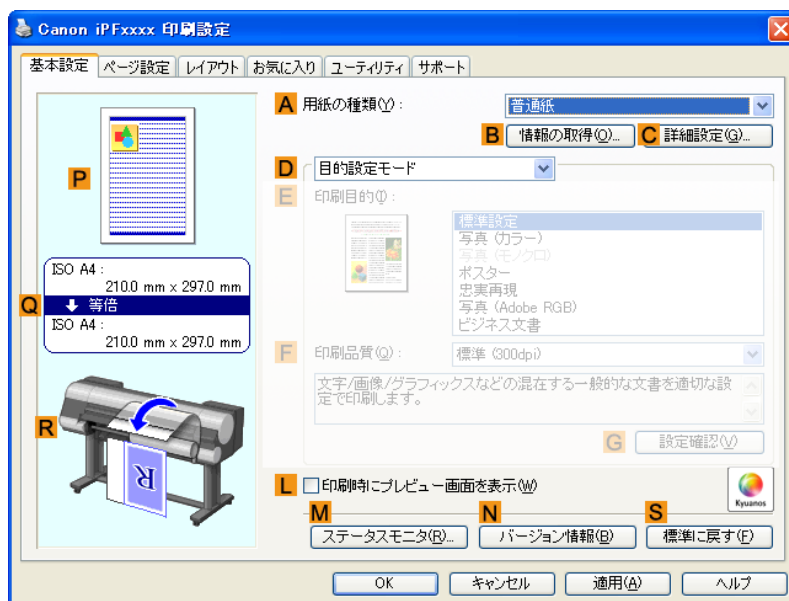 Canon iPFxxxx 印刷設定
基本設定 ページ設定 レイアウト お気に入り ユーティリティ サポート
A 用紙の種類(Y): 普通紙
B 情報の取得(O)... C 詳細設定(G)...
D 目的設定モード
E 印刷目的(I):
標準設定
写真 (カラー)
写真 (モノクロ)
ポスター
忠実再現
写真 (Adobe RGB)
ビジネス文書
F 印刷品質(Q): 標準 (300dpi)
文字/画像/グラフィックスなどの混在する一般的な文書を適切な設
定で印刷します。
G 設定確認(V)
P
ISO A4 :
210.0 mm x 297.0 mm
Q 等倍
ISO A4 :
210.0 mm x 297.0 mm
R
R
L 印刷時にプレビュー画面を表示(W)
Kyuanos
M ステータスモニタ(R)... N バージョン情報(B) S 標準に戻す(F)
OK キャンセル 適用(A) ヘルプ